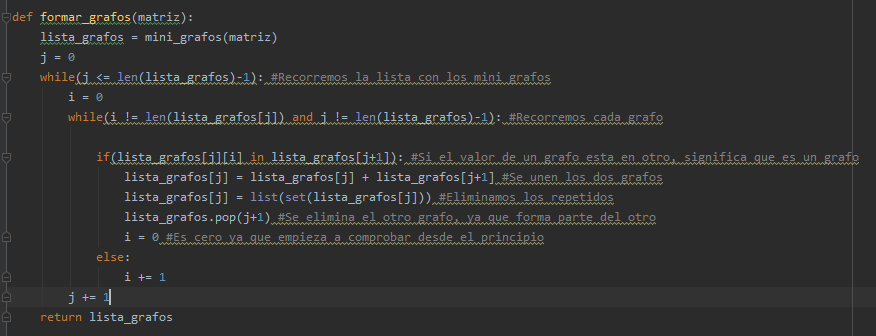 def formar_grafos(matriz):
    lista_grafos = mini_grafos(matriz)
    j = 0
    while(j <= len(lista_grafos)-1): #Recorremos la lista con los mini grafos
        i = 0
        while(i != len(lista_grafos[j]) and j != len(lista_grafos)-1): #Recorremos cada grafo
            if(lista_grafos[j][i] in lista_grafos[j+1]): #Si el valor de un grafo esta en otro, significa que es un grafo
                lista_grafos[j] = lista_grafos[j] + lista_grafos[j+1] #Se unen los dos grafos
                lista_grafos[j] = list(set(lista_grafos[j])) #Eliminamos los repetidos
                lista_grafos.pop(j+1) #Se elimina el otro grafo, ya que forma parte del otro
                i = 0 #Es cero ya que empieza a comprobar desde el principio
            else:
                i += 1
        j += 1
    return lista_grafos